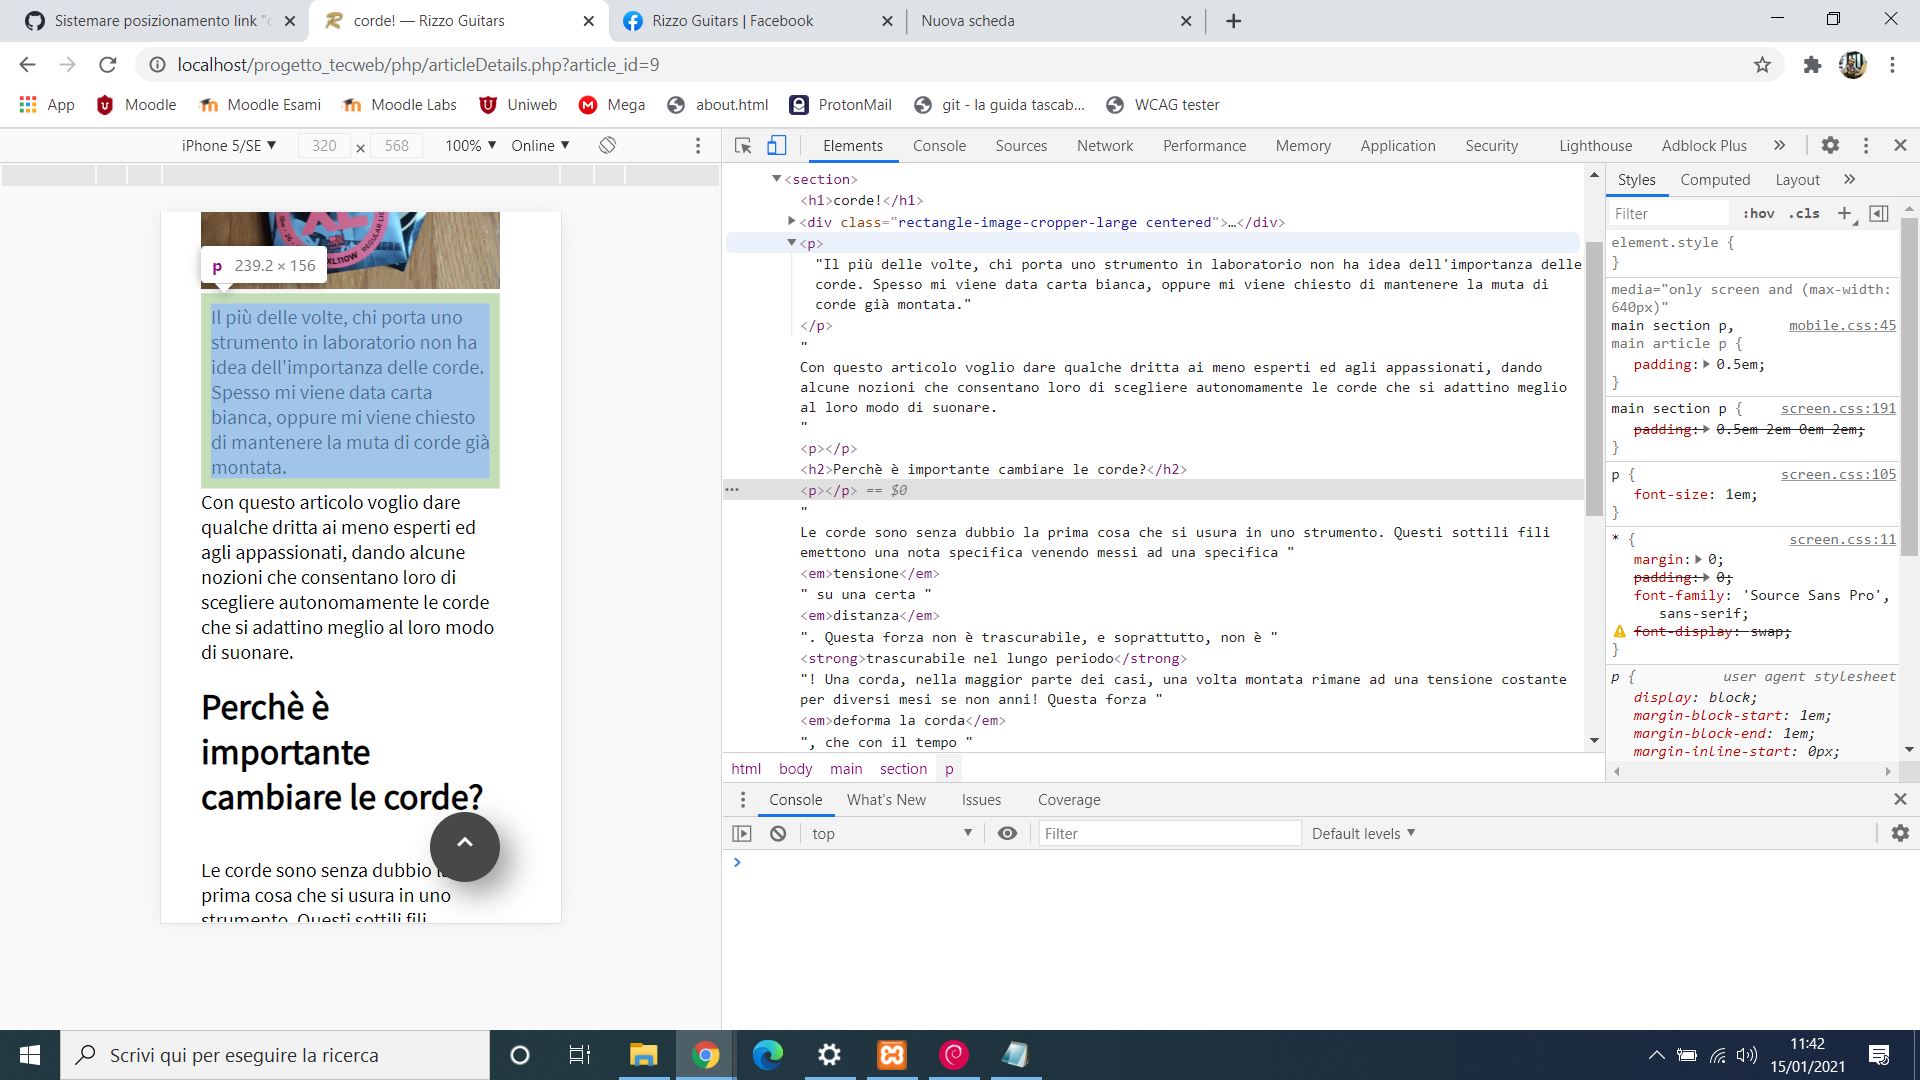 Sistemare posizionamento link "c
corde! — Rizzo Guitars
Rizzo Guitars | Facebook
Nuova scheda
localhost/progetto_tecweb/php/articleDetails.php?article_id=9
App
Moodle
Moodle Esami
Moodle Labs
Uniweb
Mega
about.html
ProtonMail
git - la guida tascab...
WCAG tester
iPhone 5/SE ▼
320 × 568
100% ▼
Online ▼
XL
XL110W
REGULAR LI
p 239.2 × 156
Il più delle volte, chi porta uno
strumento in laboratorio non ha
idea dell'importanza delle corde.
Spesso mi viene data carta
bianca, oppure mi viene chiesto
di mantenere la muta di corde già
montata.
Con questo articolo voglio dare
qualche dritta ai meno esperti ed
agli appassionati, dando alcune
nozioni che consentano loro di
scegliere autonomamente le corde
che si adattino meglio al loro modo
di suonare.
Perchè è
importante
cambiare le corde?
Le corde sono senza dubbio la
prima cosa che si usura in uno
strumento. Questi sottili fili
Elements
Console
Sources
Network
Performance
Memory
Application
Security
Lighthouse
Adblock Plus
»
▼<section>
<h1>corde!</h1>
▶<div class="rectangle-image-cropper-large centered">…</div>
▼<p>
"Il più delle volte, chi porta uno strumento in laboratorio non ha idea dell'importanza delle
corde. Spesso mi viene data carta bianca, oppure mi viene chiesto di mantenere la muta di
corde già montata."
</p>
"
Con questo articolo voglio dare qualche dritta ai meno esperti ed agli appassionati, dando
alcune nozioni che consentano loro di scegliere autonomamente le corde che si adattino meglio
al loro modo di suonare.
"
<p></p>
<h2>Perchè è importante cambiare le corde?</h2>
<p></p> == $0
"
Le corde sono senza dubbio la prima cosa che si usura in uno strumento. Questi sottili fili
emettono una nota specifica venendo messi ad una specifica "
<em>tensione</em>
" su una certa "
<em>distanza</em>
". Questa forza non è trascurabile, e soprattutto, non è "
<strong>trascurabile nel lungo periodo</strong>
"! Una corda, nella maggior parte dei casi, una volta montata rimane ad una tensione costante
per diversi mesi se non anni! Questa forza "
<em>deforma la corda</em>
", che con il tempo "
html body main section p
Styles
Computed
Layout
»
Filter
:hov .cls +
element.style {
}
media="only screen and (max-width:
640px)"
main section p, mobile.css:45
main article p {
padding:▶ 0.5em;
}
main section p { screen.css:191
padding:▶ 0.5em 2em 0em 2em;
}
p { screen.css:105
font-size: 1em;
}
* { screen.css:11
margin:▶ 0;
padding:▶ 0;
font-family: 'Source Sans Pro',
sans-serif;
font-display: swap;
}
p { user agent stylesheet
display: block;
margin-block-start: 1em;
margin-block-end: 1em;
margin-inline-start: 0px;
Console
What's New
Issues
Coverage
top ▼
Filter
Default levels ▼
>
Scrivi qui per eseguire la ricerca
11:42
15/01/2021